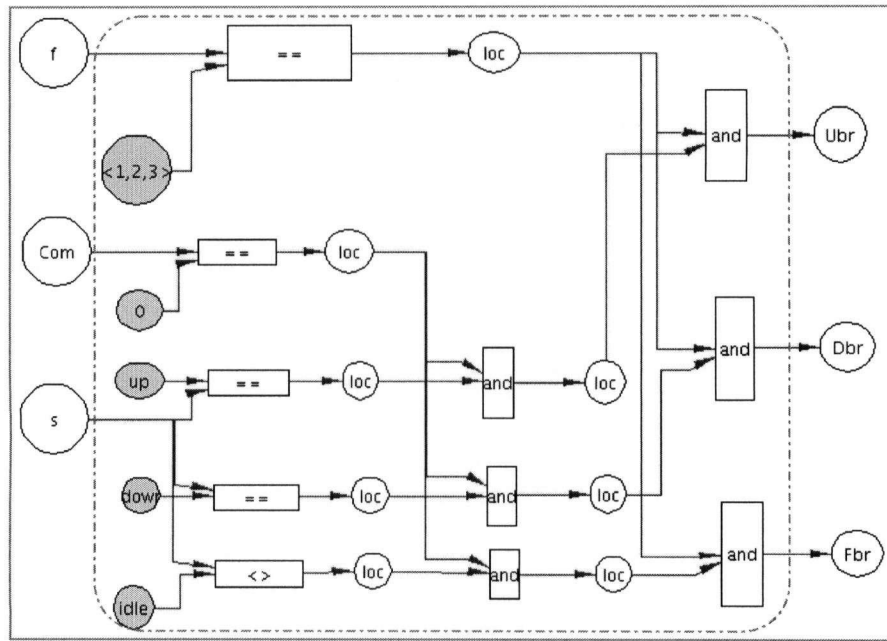 f
==
loc
<1,2,3>
and
Ubr
Com
==
loc
0
up
==
loc
and
loc
and
Dbr
s
down
==
loc
and
loc
idle
<>
loc
and
loc
and
Fbr